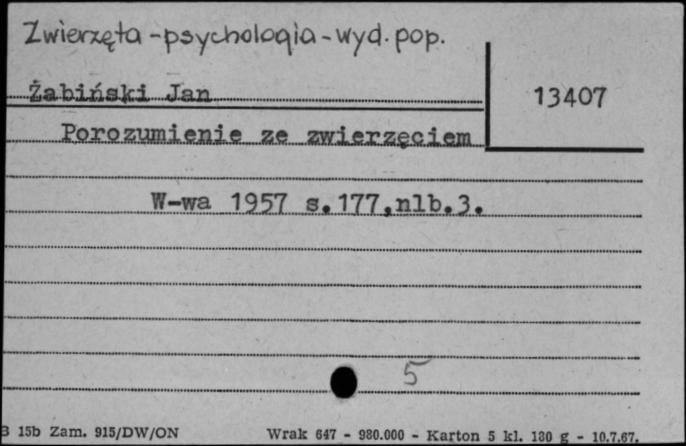 Zwierzęta - psychologia - wyd. pop.
Żabiński Jan
13407
Porozumienie ze zwierzęciem
W-wa 1957 s.177,nlb.3.
5
B 15b Zam. 915/DW/ON Wrak 647 - 980.000 - Karton 5 kl. 180 g - 10.7.67.